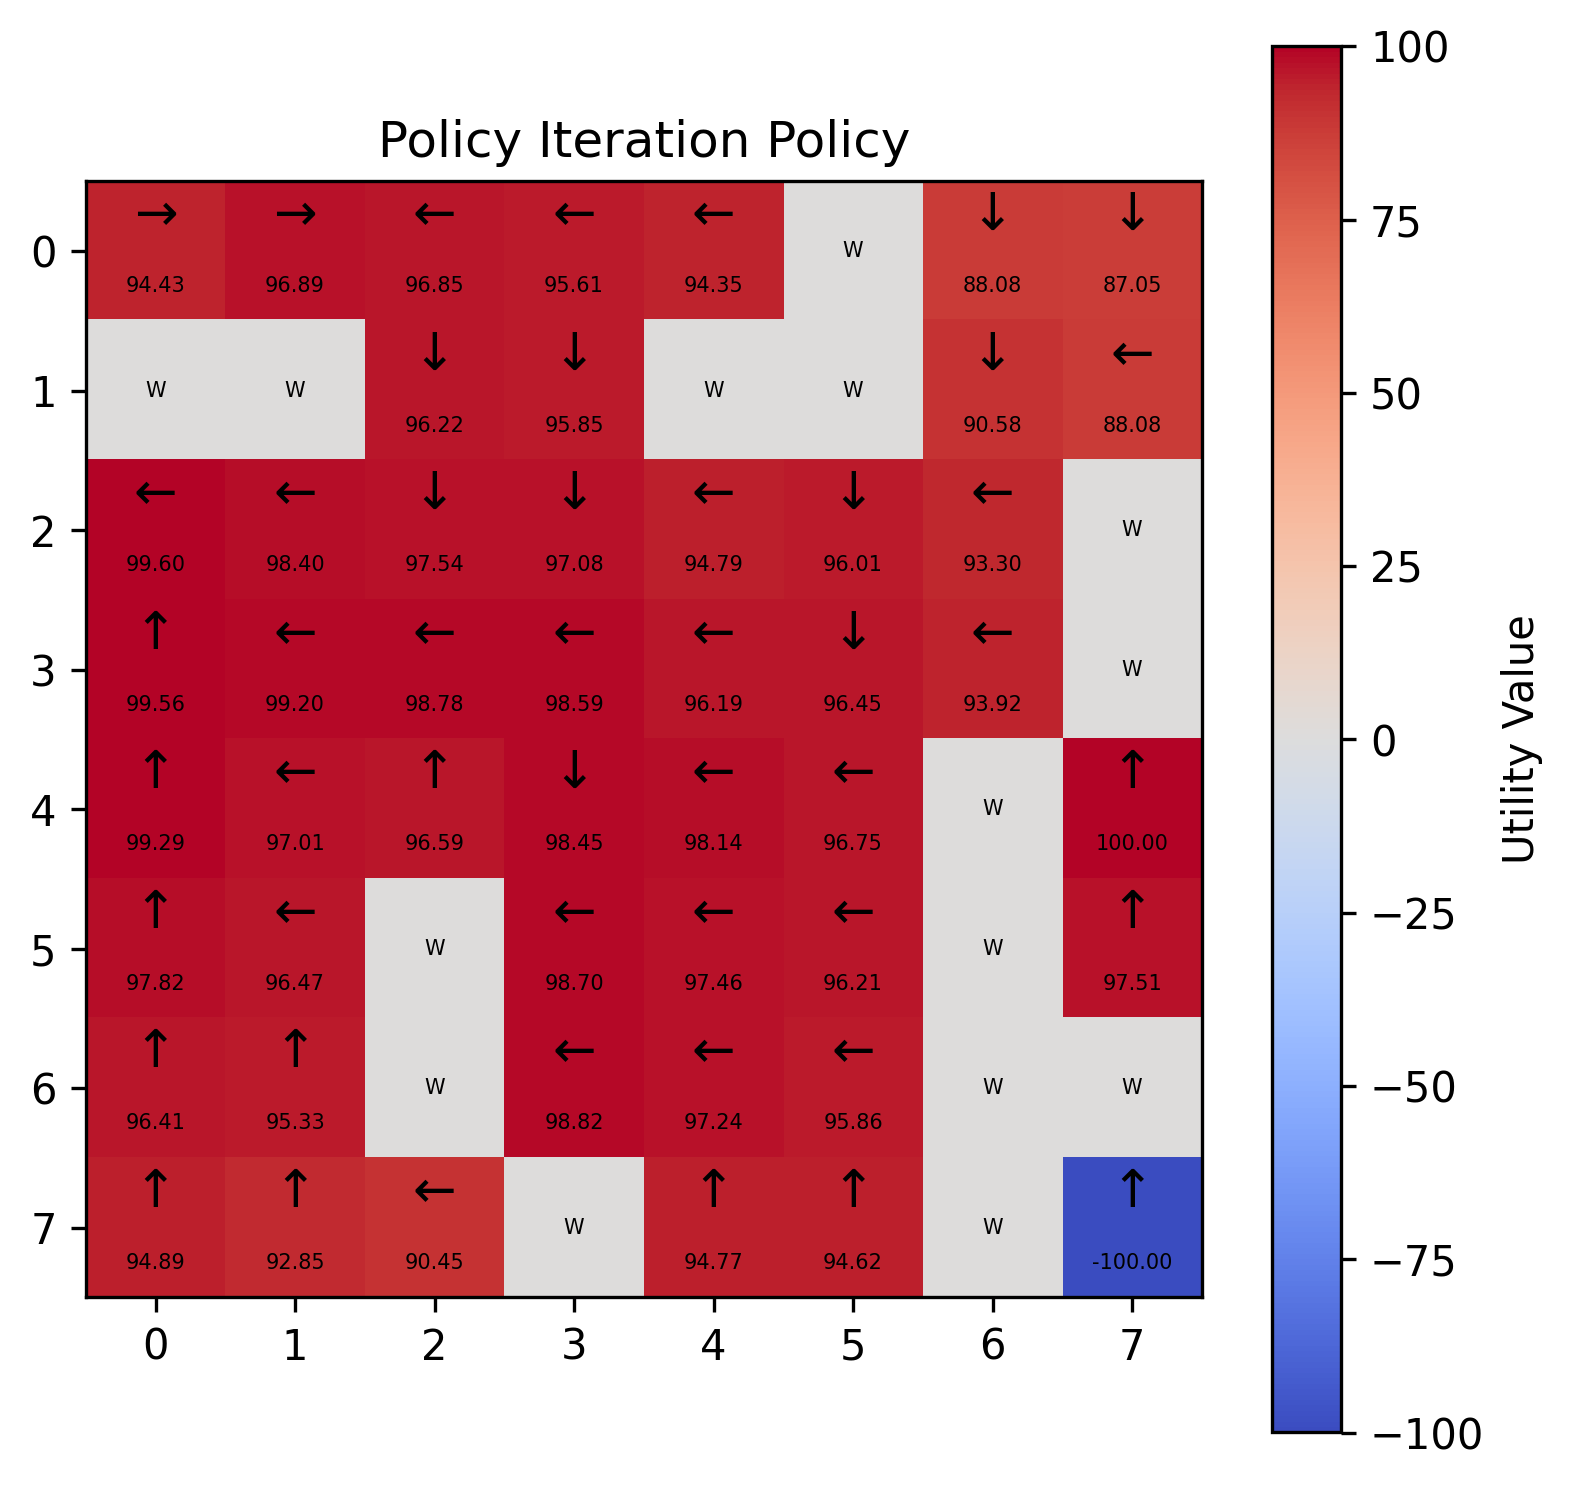 Policy Iteration Policy
0 → 94.43 → 96.89 ← 96.85 ← 95.61 ← 94.35 W ↓ 88.08 ↓ 87.05
1 W W ↓ 96.22 ↓ 95.85 W W ↓ 90.58 ← 88.08
2 ← 99.60 ← 98.40 ↓ 97.54 ↓ 97.08 ← 94.79 ↓ 96.01 ← 93.30 W
3 ↑ 99.56 ← 99.20 ← 98.78 ← 98.59 ← 96.19 ↓ 96.45 ← 93.92 W
4 ↑ 99.29 ← 97.01 ↑ 96.59 ↓ 98.45 ← 98.14 ← 96.75 W ↑ 100.00
5 ↑ 97.82 ← 96.47 W ← 98.70 ← 97.46 ← 96.21 W ↑ 97.51
6 ↑ 96.41 ↑ 95.33 W ← 98.82 ← 97.24 ← 95.86 W W
7 ↑ 94.89 ↑ 92.85 ← 90.45 W ↑ 94.77 ↑ 94.62 W ↑ -100.00
0 1 2 3 4 5 6 7
100
75
50
25
0
−25
−50
−75
−100
Utility Value